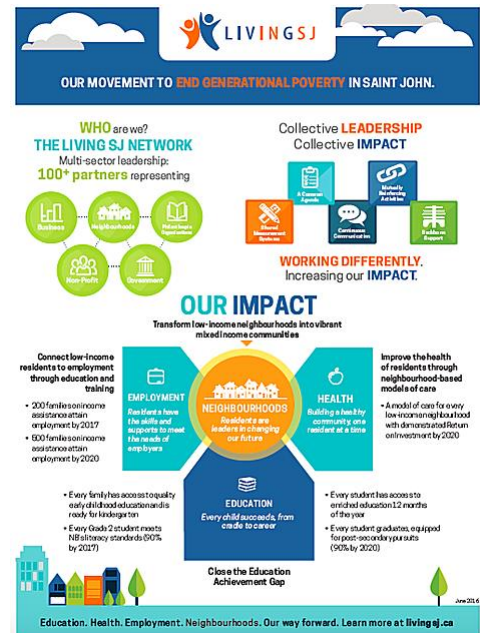 LIVINGSJ
OUR MOVEMENT TO END GENERATIONAL POVERTY IN SAINT JOHN.
WHO are we?
THE LIVING SJ NETWORK
Multi-sector leadership:
100+ partners representing
Business
Neighbourhoods
Non-Profit
Government
Collective LEADERSHIP
Collective IMPACT
A Common
Agenda
Mutually
Reinforcing
Activities
Shared
Measurement
Systems
Continuous
Communication
Backbone
Support
WORKING DIFFERENTLY.
Increasing our IMPACT.
OUR IMPACT
Transform low-income neighbourhoods into vibrant
mixed income communities
Connect low-income
residents to employment
through education and
training
• 200 families on income
assistance attain
employment by 2017
• 500 families on income
assistance attain
employment by 2020
EMPLOYMENT
Residents have
the skills and
supports to meet
the needs of
employers
NEIGHBOURHOODS
Residents are
leaders in changing
our future
HEALTH
Building a healthy
community, one
resident at a time
Improve the health
of residents through
neighbourhood-based
models of care
• A model of care for every
low-income neighbourhood
with demonstrated Return
on Investment by 2020
EDUCATION
Every child succeeds, from
cradle to career
• Every family has access to quality
early childhood education and is
ready for kindergarten
• Every Grade 2 student meets
NB's literacy standards (90%
by 2017)
• Every student has access to
enriched education 12 months
of the year
• Every student graduates, equipped
for post-secondary pursuits
(90% by 2020)
Close the Education
Achievement Gap
June 2016
Education. Health. Employment. Neighbourhoods. Our way forward. Learn more at livingsj.ca